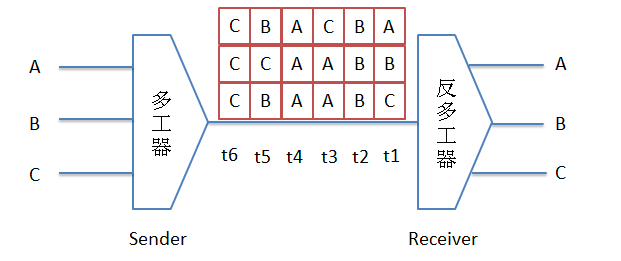 C B A C B A
C C A A B B
C B A A B C
A
B
C
多工器
t6 t5 t4 t3 t2 t1
反多工器
A
B
C
Sender
Receiver